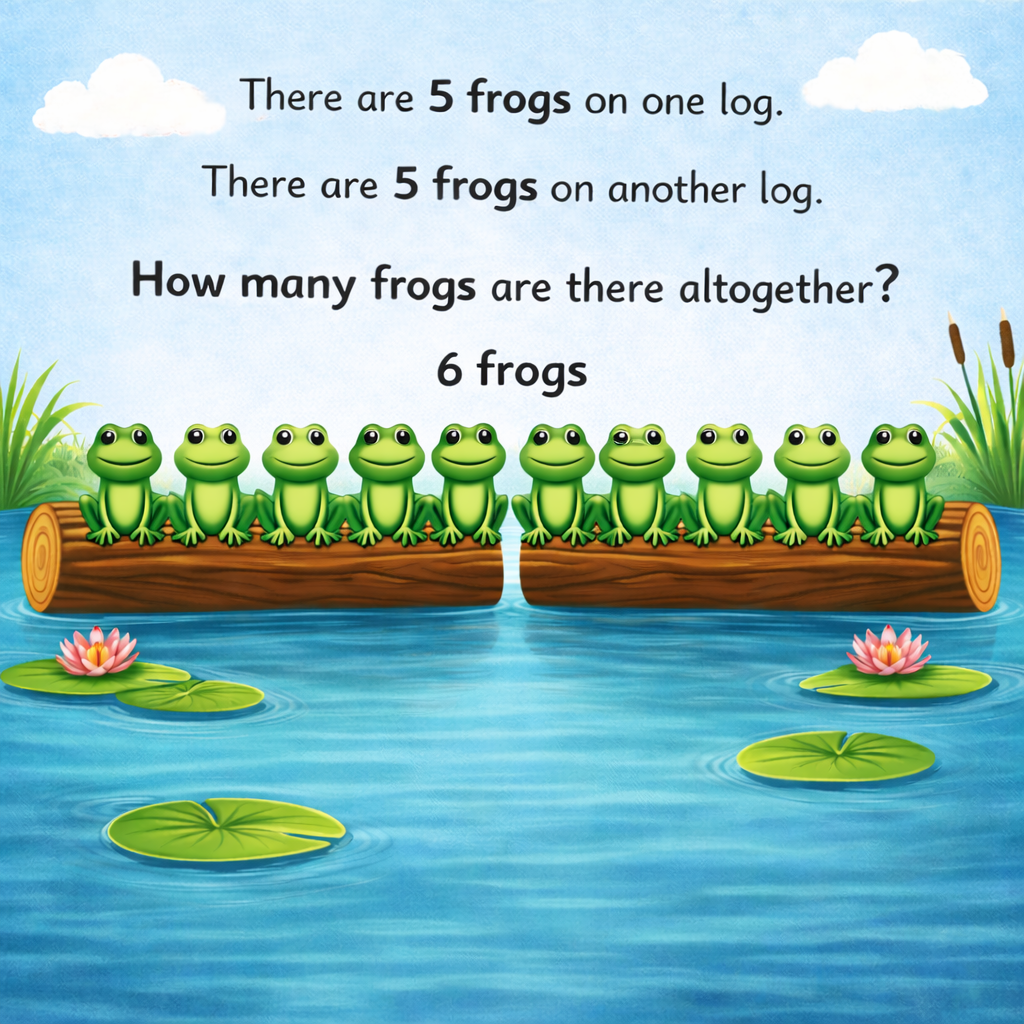 There are 5 frogs on one log.
There are 5 frogs on another log.
How many frogs are there altogether?
6 frogs